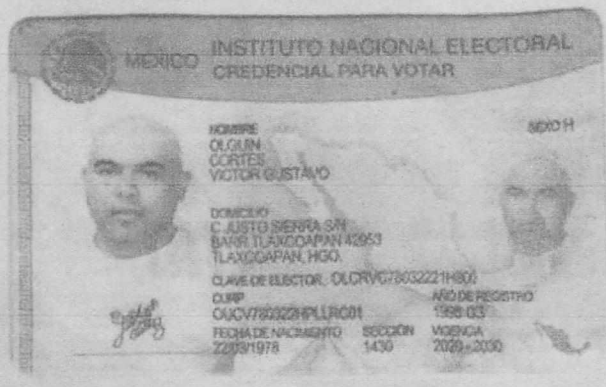 MÉXICO INSTITUTO NACIONAL ELECTORAL
CREDENCIAL PARA VOTAR
NOMBRE
SEXO H
OLGUIN
CORTES
VICTOR GUSTAVO
DOMICILIO
C JUSTO SIERRA S/N
BARR TLAXCOAPAN 42953
TLAXCOAPAN, HGO.
CLAVE DE ELECTOR
CURP
AÑO DE REGISTRO
1998 03
FECHA DE NACIMIENTO SECCIÓN VIGENCIA
22/03/1978 1430 2020 - 2030